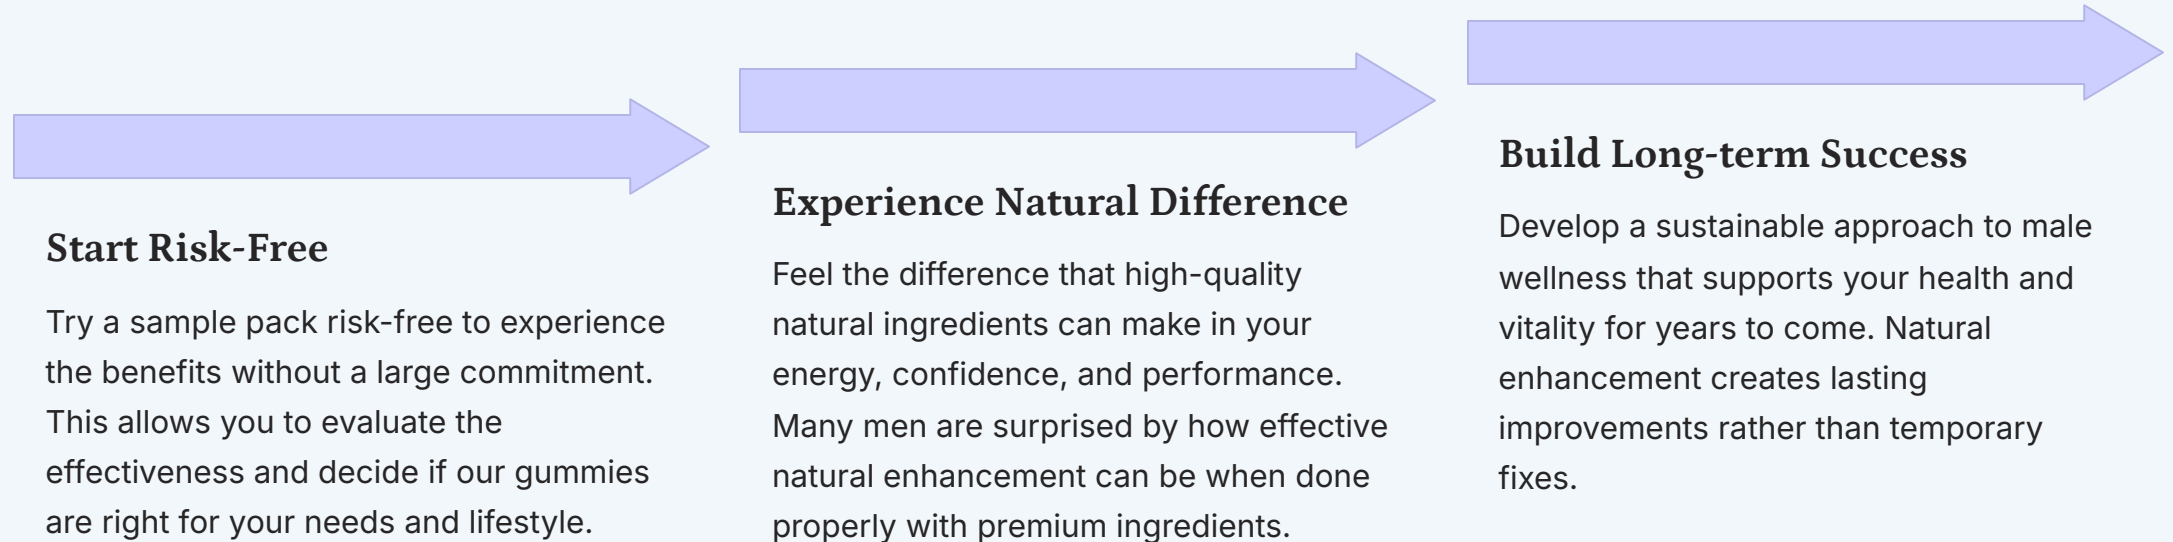 Start Risk-Free
Try a sample pack risk-free to experience
the benefits without a large commitment.
This allows you to evaluate the
effectiveness and decide if our gummies
are right for your needs and lifestyle.
Experience Natural Difference
Feel the difference that high-quality
natural ingredients can make in your
energy, confidence, and performance.
Many men are surprised by how effective
natural enhancement can be when done
properly with premium ingredients.
Build Long-term Success
Develop a sustainable approach to male
wellness that supports your health and
vitality for years to come. Natural
enhancement creates lasting
improvements rather than temporary
fixes.